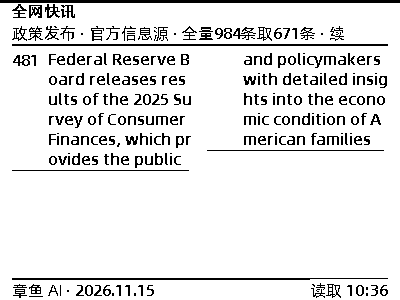 全网快讯
政策发布 · 官方信息源 · 全量984条取671条 · 续
481 Federal Reserve B
oard releases res
ults of the 2025 Su
rvey of Consumer
Finances, which pr
ovides the public
and policymakers
with detailed insig
hts into the econo
mic condition of A
merican families
章鱼 AI · 2026.11.15
读取 10:36